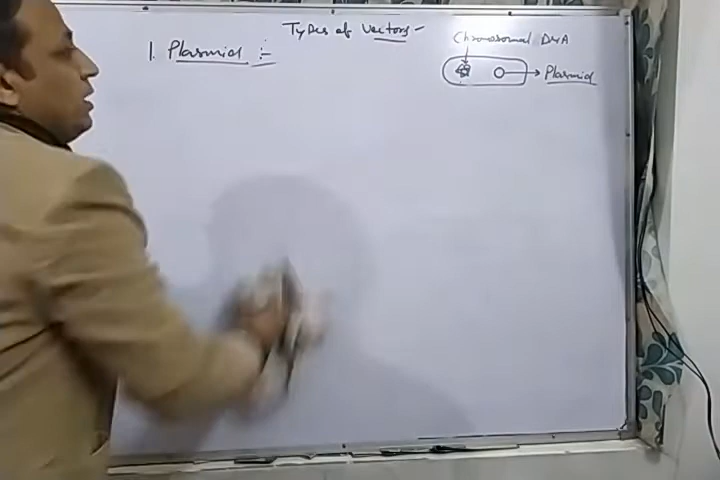 Types of Vectors -
1. Plasmid :-
Chromosomal DNA
Plasmid